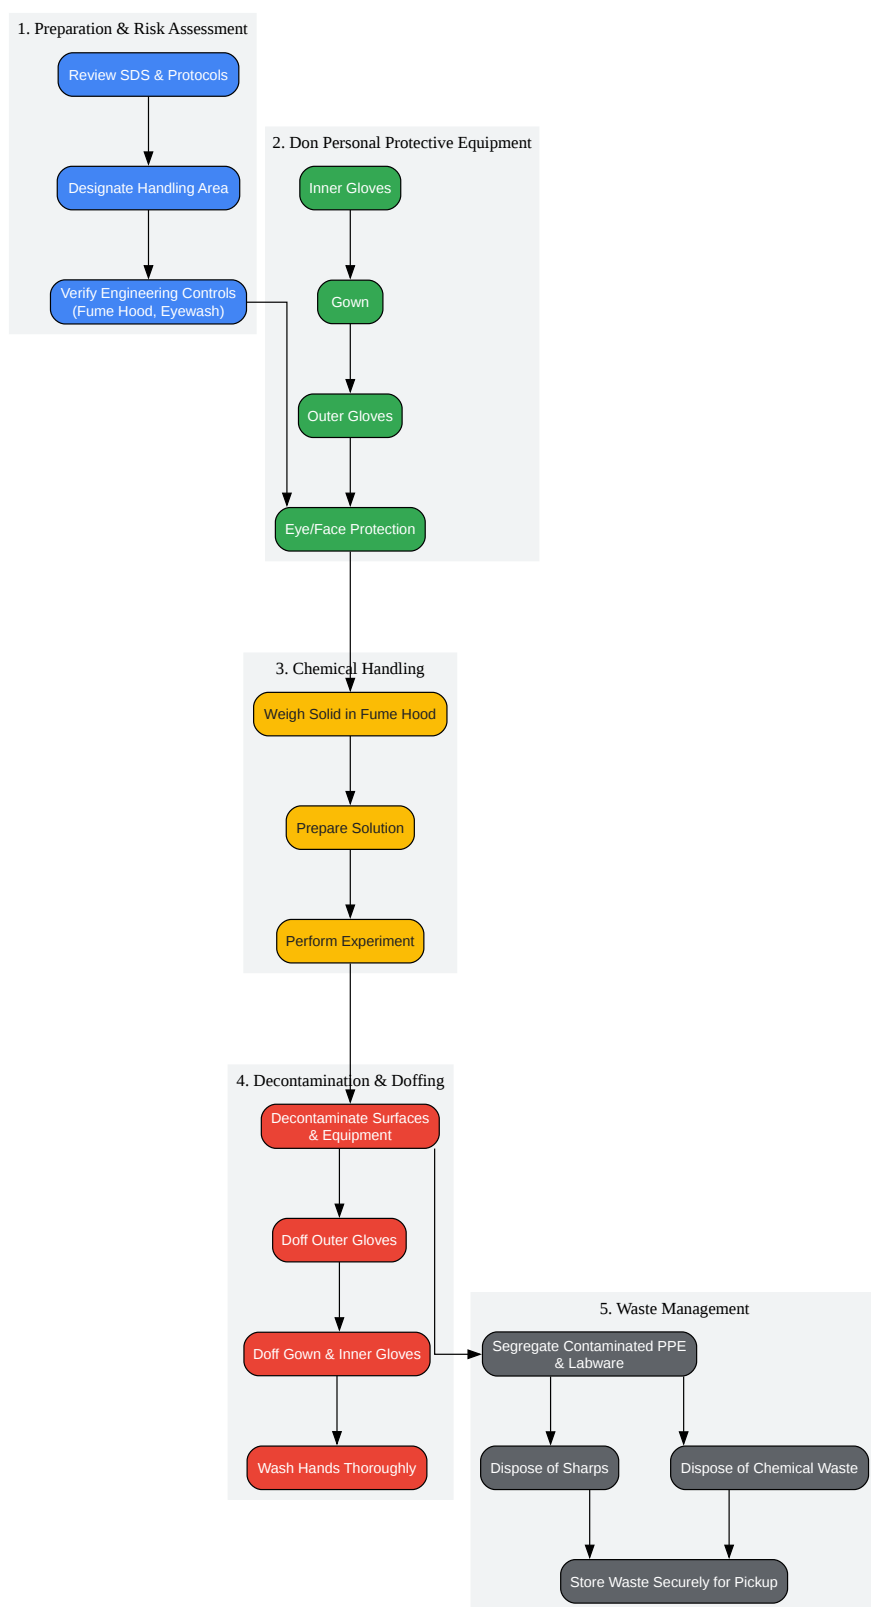 1. Preparation & Risk Assessment
Review SDS & Protocols
Designate Handling Area
Verify Engineering Controls
(Fume Hood, Eyewash)
2. Don Personal Protective Equipment
Inner Gloves
Gown
Outer Gloves
Eye/Face Protection
3. Chemical Handling
Weigh Solid in Fume Hood
Prepare Solution
Perform Experiment
4. Decontamination & Doffing
Decontaminate Surfaces
& Equipment
Doff Outer Gloves
Doff Gown & Inner Gloves
Wash Hands Thoroughly
5. Waste Management
Segregate Contaminated PPE
& Labware
Dispose of Sharps
Dispose of Chemical Waste
Store Waste Securely for Pickup